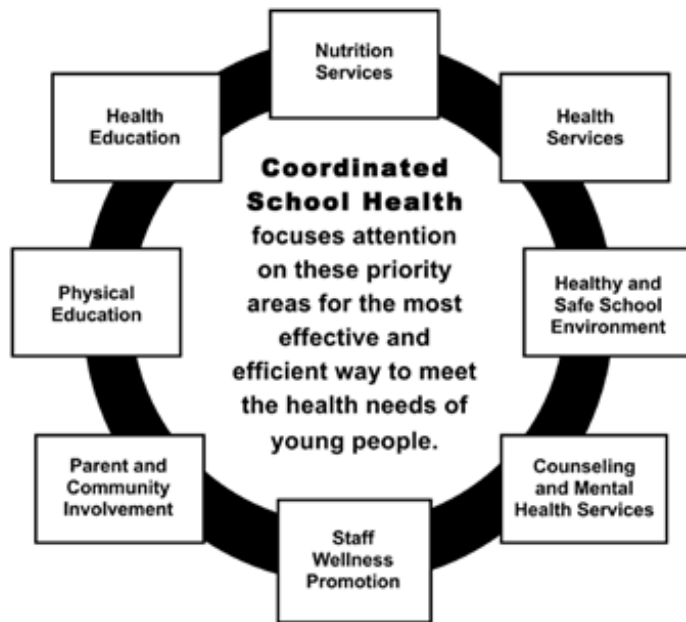 Nutrition
Services
Health
Services
Healthy and
Safe School
Environment
Counseling
and Mental
Health Services
Staff
Wellness
Promotion
Parent and
Community
Involvement
Physical
Education
Health
Education
Coordinated
School Health
focuses attention
on these priority
areas for the most
effective and
efficient way to meet
the health needs of
young people.